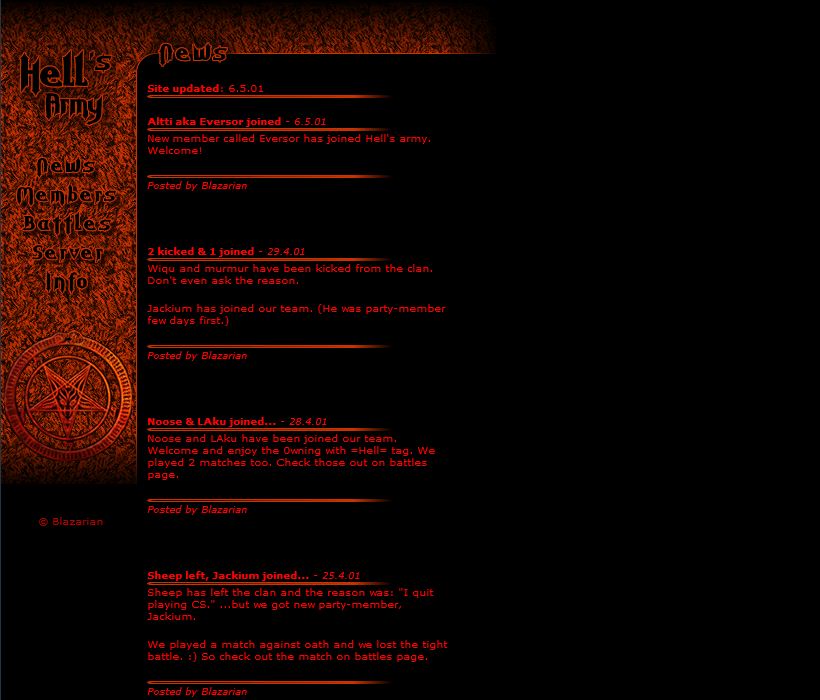 Hell's
Army
News
Members
Battles
Server
Info
© Blazarian
News
Site updated: 6.5.01
Altti aka Eversor joined - 6.5.01
New member called Eversor has joined Hell's army.
Welcome!
Posted by Blazarian
2 kicked & 1 joined - 29.4.01
Wiqu and murmur have been kicked from the clan.
Don't even ask the reason.
Jackium has joined our team. (He was party-member
few days first.)
Posted by Blazarian
Noose & LAku joined... - 28.4.01
Noose and LAku have been joined our team.
Welcome and enjoy the 0wning with =Hell= tag. We
played 2 matches too. Check those out on battles
page.
Posted by Blazarian
Sheep left, Jackium joined... - 25.4.01
Sheep has left the clan and the reason was: "I quit
playing CS." ...but we got new party-member,
Jackium.
We played a match against oath and we lost the tight
battle. :) So check out the match on battles page.
Posted by Blazarian